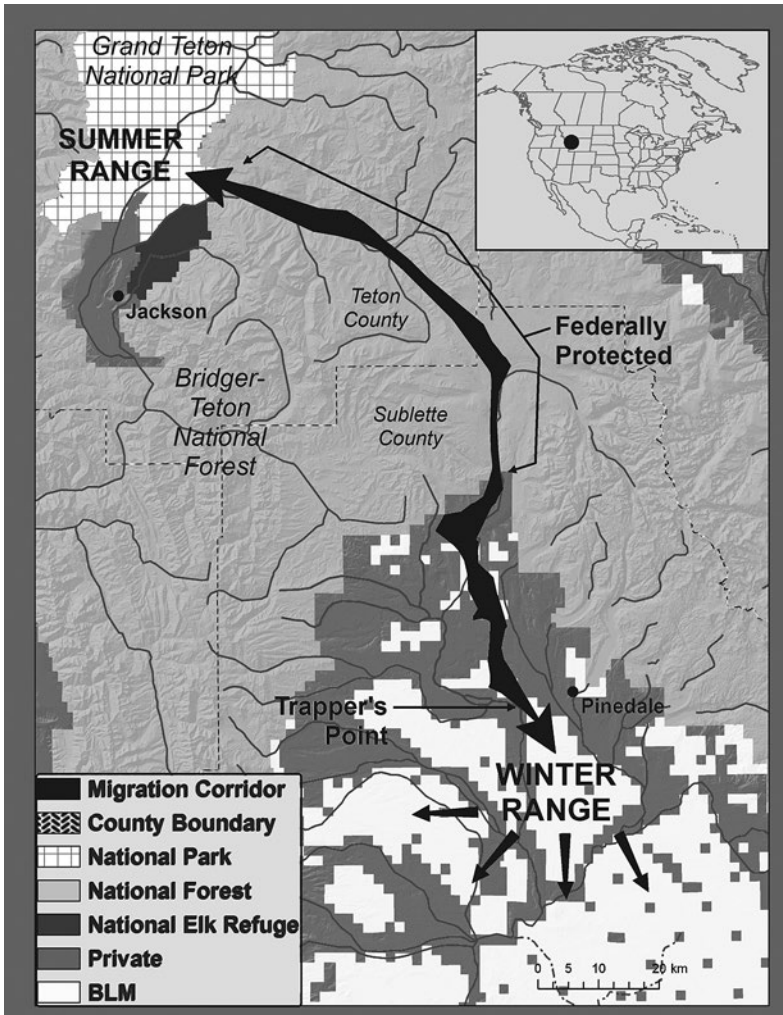 Grand Teton
National Park
SUMMER
RANGE
Jackson
Teton
County
Federally
Protected
Bridger-
Teton
National
Forest
Sublette
County
Trapper's
Point
Pinedale
WINTER
RANGE
Migration Corridor
County Boundary
National Park
National Forest
National Elk Refuge
Private
BLM
0 5 10 20 km